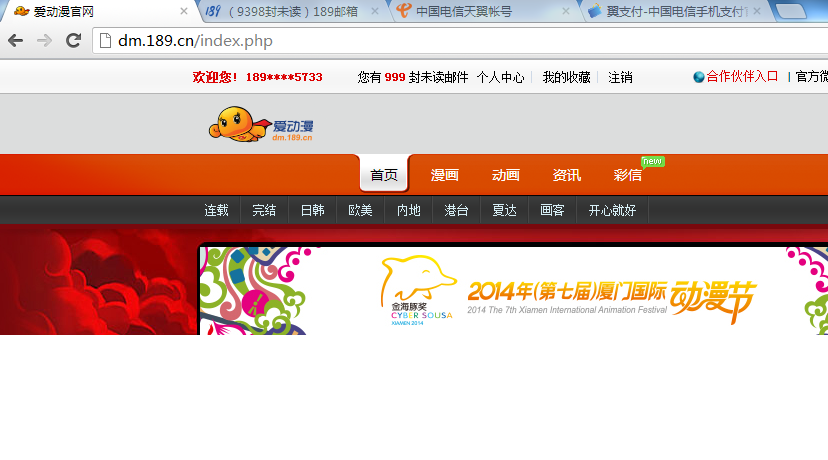 爱动漫官网 189 （9398封未读）189邮箱 中国电信天翼帐号 翼支付-中国电信手机支付
dm.189.cn/index.php
欢迎您！189****5733 您有 999 封未读邮件 个人中心 我的收藏 注销 合作伙伴入口 官方微
爱动漫
dm.189.cn
首页 漫画 动画 资讯 彩信 new
连载 完结 日韩 欧美 内地 港台 夏达 画客 开心就好
金海豚奖
CYBER SOUSA
XIAMEN 2014
2014年(第七届)厦门国际动漫节
2014 The 7th Xiamen International Animation Festival